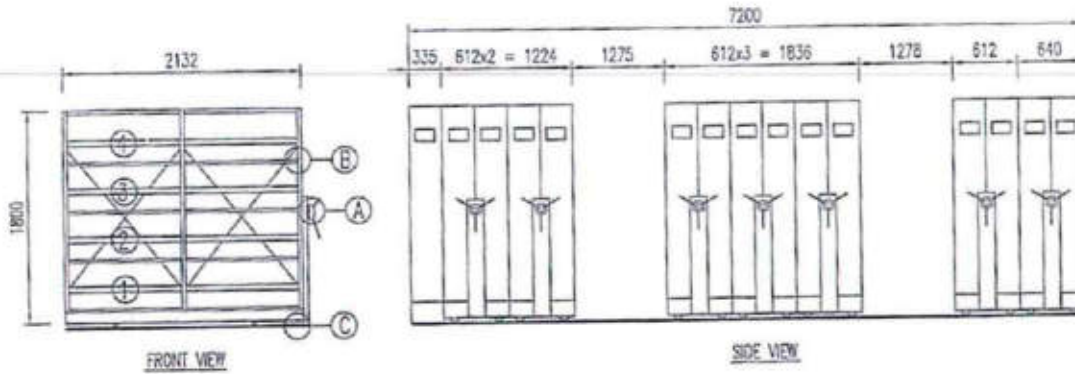 7200
2132
335
612x2 = 1224
1275
612x3 = 1836
1278
612
640
1800
4
3
2
1
B
A
C
FRONT VIEW
SIDE VIEW